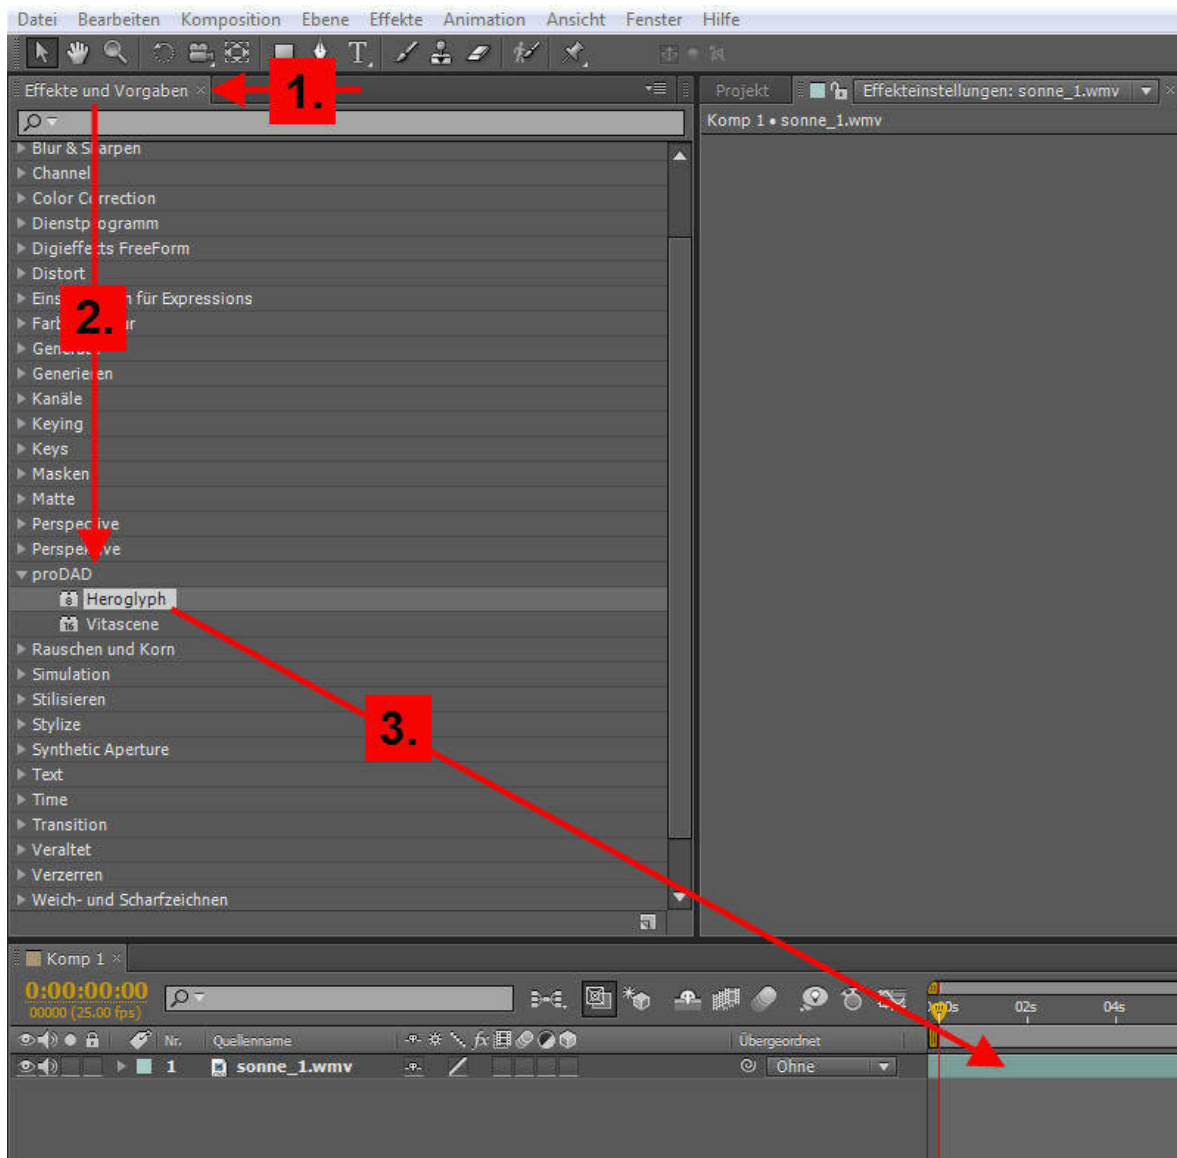 Datei Bearbeiten Komposition Ebene Effekte Animation Ansicht Fenster Hilfe
T
Effekte und Vorgaben ×
1.
Projekt
Effekteinstellungen: sonne_1.wmv
Komp 1 • sonne_1.wmv
Blur & Sharpen
Channel
Color Correction
Dienstprogramm
Digieffects FreeForm
Distort
für Expressions
2.
Generieren
Kanäle
Keying
Keys
Masken
Matte
Perspective
Perspektive
proDAD
8 Heroglyph
16 Vitascene
Rauschen und Korn
Simulation
Stilisieren
3.
Stylize
Synthetic Aperture
Text
Time
Transition
Veraltet
Verzerren
Weich- und Scharfzeichnen
Komp 1 ×
0:00:00:00
00000 (25.00 fps)
02s 04s
Nr. Quellenname fx Übergeordnet
1 sonne_1.wmv Ohne